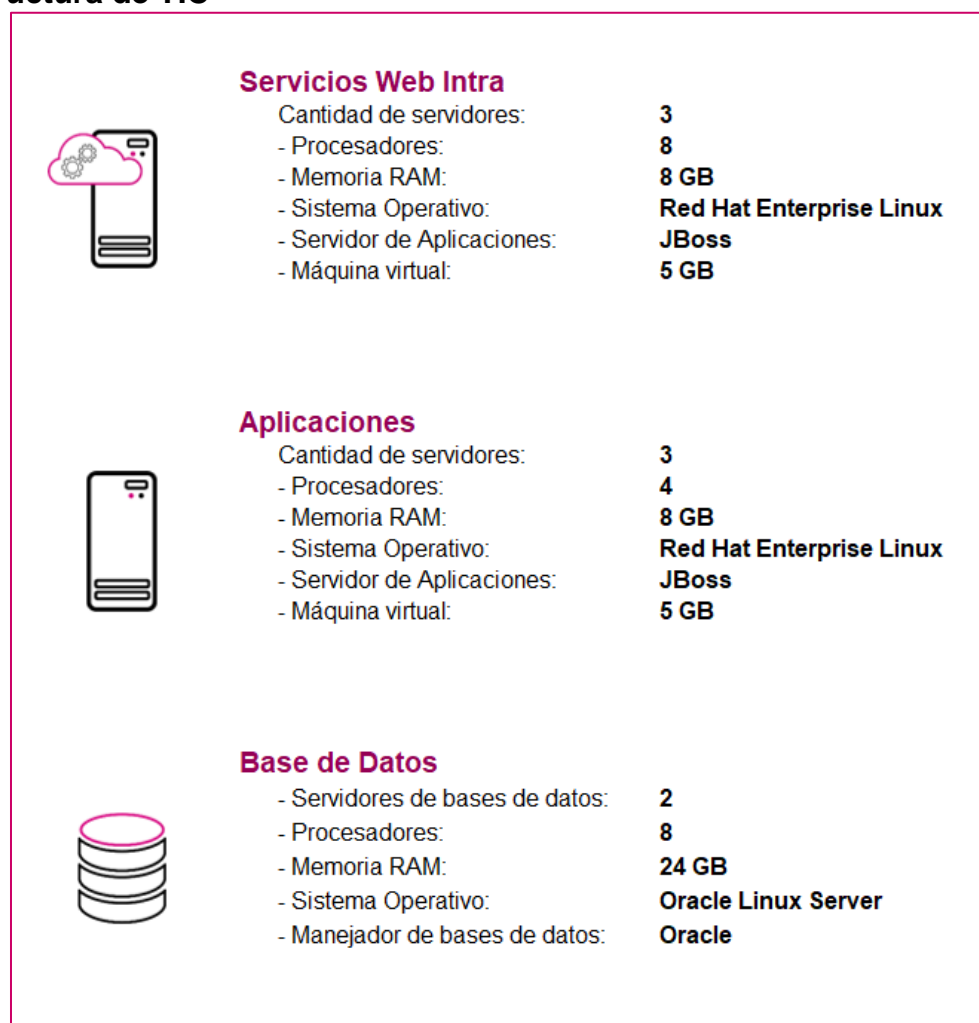 Servicios Web Intra
Cantidad de servidores: 3
- Procesadores: 8
- Memoria RAM: 8 GB
- Sistema Operativo: Red Hat Enterprise Linux
- Servidor de Aplicaciones: JBoss
- Máquina virtual: 5 GB
Aplicaciones
Cantidad de servidores: 3
- Procesadores: 4
- Memoria RAM: 8 GB
- Sistema Operativo: Red Hat Enterprise Linux
- Servidor de Aplicaciones: JBoss
- Máquina virtual: 5 GB
Base de Datos
- Servidores de bases de datos: 2
- Procesadores: 8
- Memoria RAM: 24 GB
- Sistema Operativo: Oracle Linux Server
- Manejador de bases de datos: Oracle